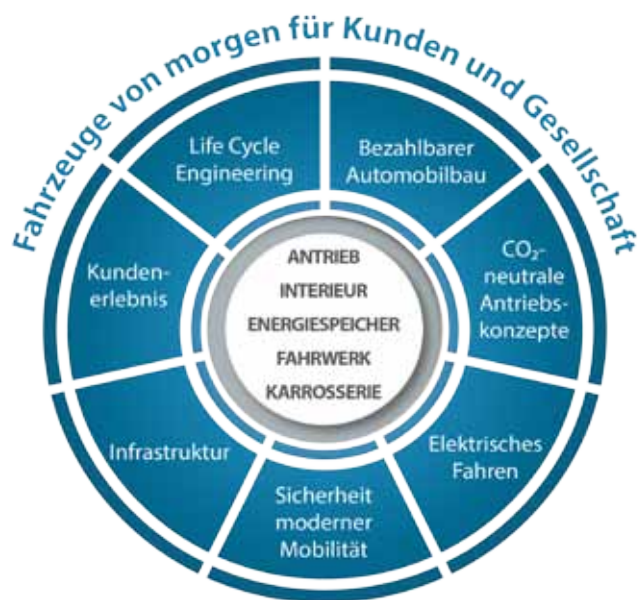 Fahrzeuge von morgen für Kunden und Gesellschaft
Life Cycle
Engineering
Bezahlbarer
Automobilbau
Kunden-
erlebnis
CO₂-
neutrale
Antriebs-
konzepte
ANTRIEB
INTERIEUR
ENERGIESPEICHER
FAHRWERK
KARROSSERIE
Infrastruktur
Elektrisches
Fahren
Sicherheit
moderner
Mobilität